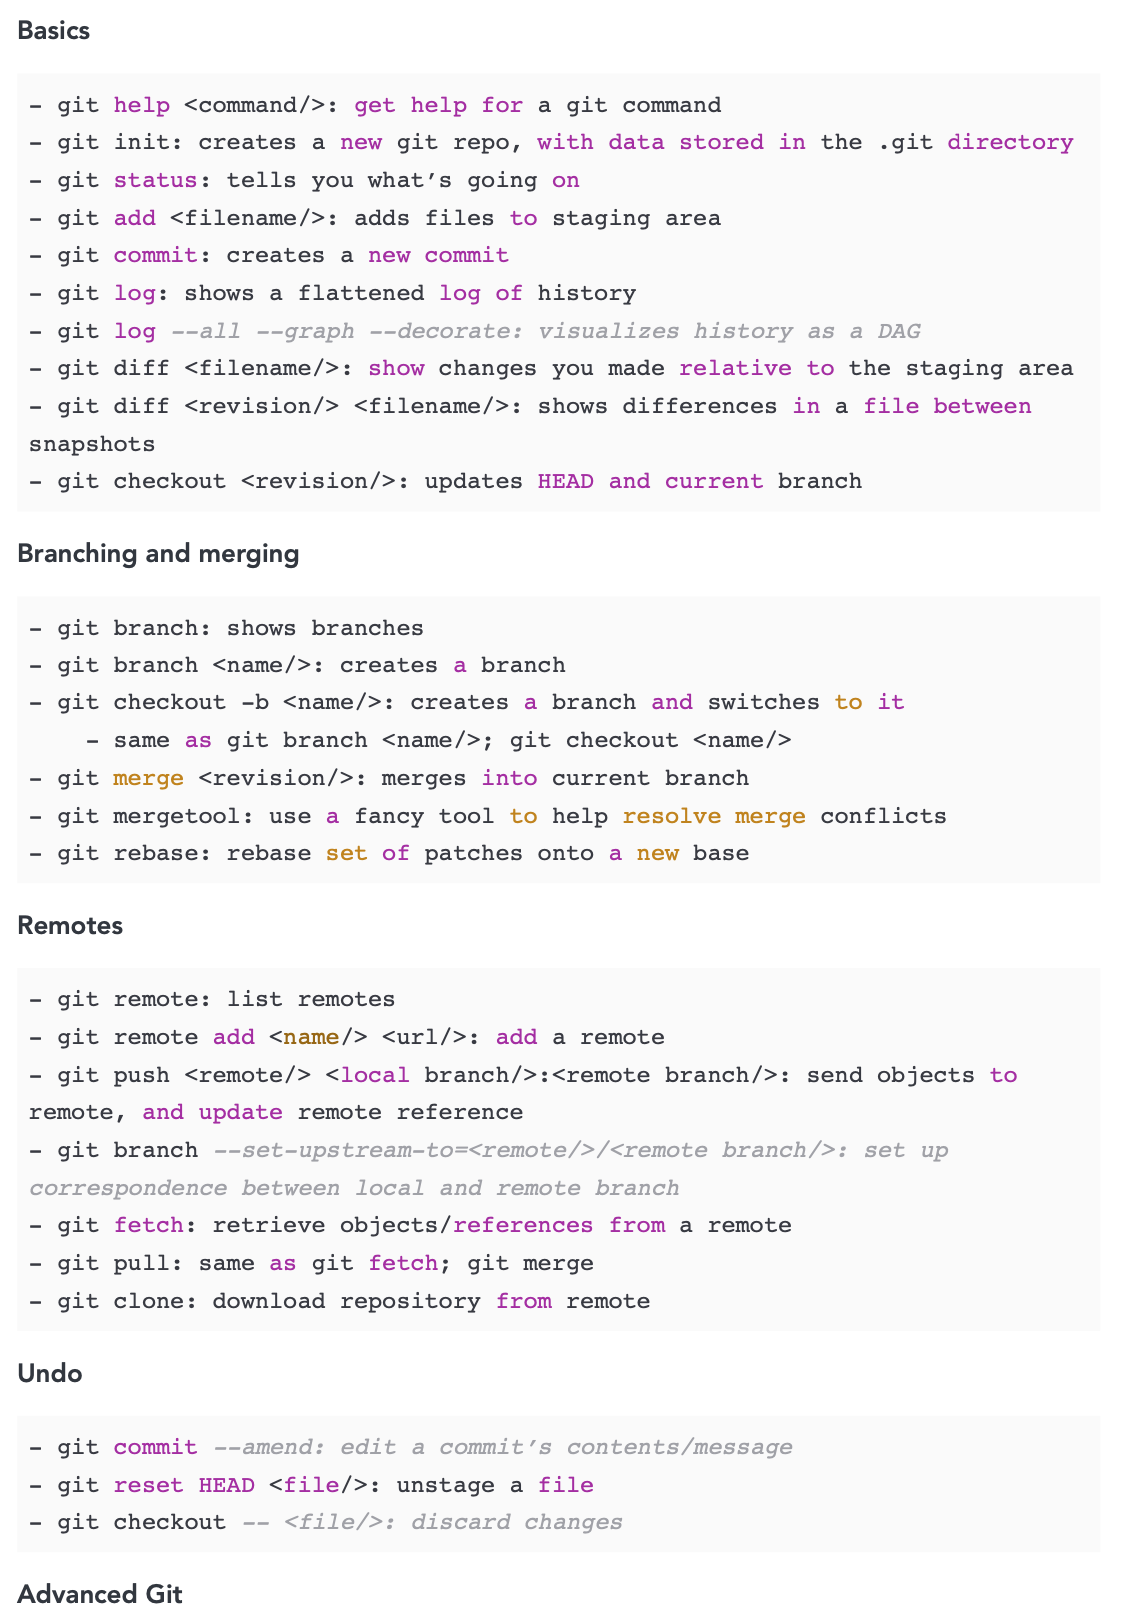 Basics
- git help <command/>: get help for a git command
- git init: creates a new git repo, with data stored in the .git directory
- git status: tells you what’s going on
- git add <filename/>: adds files to staging area
- git commit: creates a new commit
- git log: shows a flattened log of history
- git log --all --graph --decorate: visualizes history as a DAG
- git diff <filename/>: show changes you made relative to the staging area
- git diff <revision/> <filename/>: shows differences in a file between
snapshots
- git checkout <revision/>: updates HEAD and current branch
Branching and merging
- git branch: shows branches
- git branch <name/>: creates a branch
- git checkout -b <name/>: creates a branch and switches to it
    - same as git branch <name/>; git checkout <name/>
- git merge <revision/>: merges into current branch
- git mergetool: use a fancy tool to help resolve merge conflicts
- git rebase: rebase set of patches onto a new base
Remotes
- git remote: list remotes
- git remote add <name/> <url/>: add a remote
- git push <remote/> <local branch/>:<remote branch/>: send objects to
remote, and update remote reference
- git branch --set-upstream-to=<remote/>/<remote branch/>: set up
correspondence between local and remote branch
- git fetch: retrieve objects/references from a remote
- git pull: same as git fetch; git merge
- git clone: download repository from remote
Undo
- git commit --amend: edit a commit’s contents/message
- git reset HEAD <file/>: unstage a file
- git checkout -- <file/>: discard changes
Advanced Git